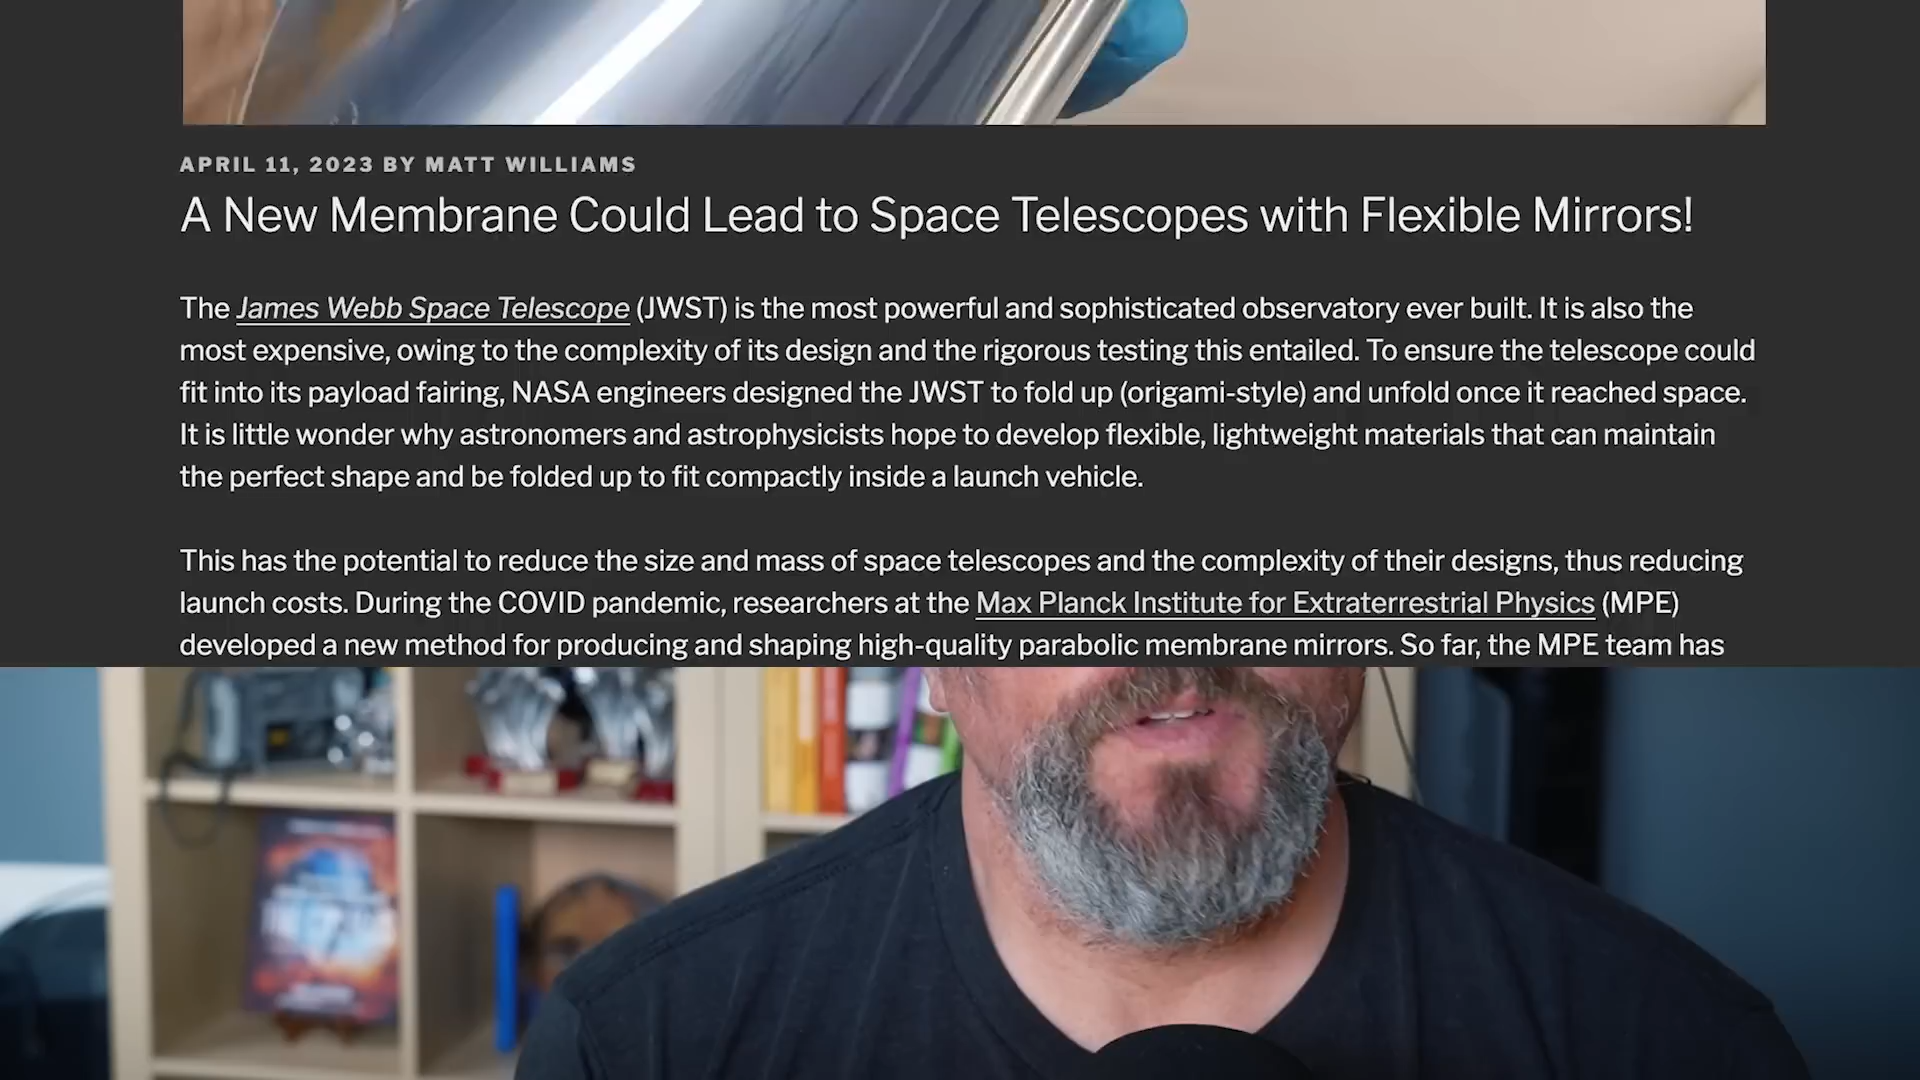 APRIL 11, 2023 BY MATT WILLIAMS
A New Membrane Could Lead to Space Telescopes with Flexible Mirrors!
The James Webb Space Telescope (JWST) is the most powerful and sophisticated observatory ever built. It is also the
most expensive, owing to the complexity of its design and the rigorous testing this entailed. To ensure the telescope could
fit into its payload fairing, NASA engineers designed the JWST to fold up (origami-style) and unfold once it reached space.
It is little wonder why astronomers and astrophysicists hope to develop flexible, lightweight materials that can maintain
the perfect shape and be folded up to fit compactly inside a launch vehicle.
This has the potential to reduce the size and mass of space telescopes and the complexity of their designs, thus reducing
launch costs. During the COVID pandemic, researchers at the Max Planck Institute for Extraterrestrial Physics (MPE)
developed a new method for producing and shaping high-quality parabolic membrane mirrors. So far, the MPE team has